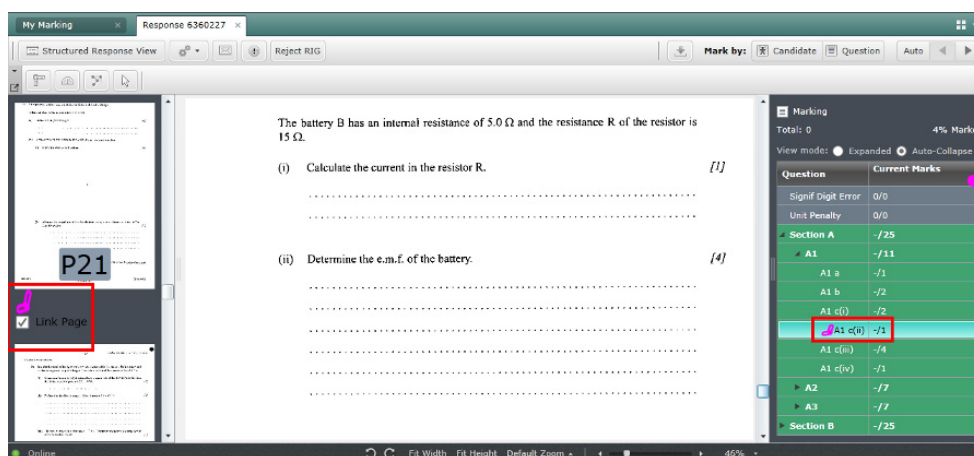 My Marking ×
Response 6360227 ×
Structured Response View
Reject RIG
Mark by:
Candidate
Question
Auto
P21
Link Page
The battery B has an internal resistance of 5.0 Ω and the resistance R of the resistor is
15 Ω.
(i) Calculate the current in the resistor R. [1]
(ii) Determine the e.m.f. of the battery. [4]
Marking
Total: 0
4% Marke
View mode: Expanded Auto-Collapse
Question Current Marks
Signif Digit Error 0/0
Unit Penalty 0/0
Section A -/25
A1 -/11
A1 a -/1
A1 b -/2
A1 c(i) -/2
A1 c(ii) -/1
A1 c(iii) -/4
A1 c(iv) -/1
A2 -/7
A3 -/7
Section B -/25
Online
Fit Width Fit Height Default Zoom
46%